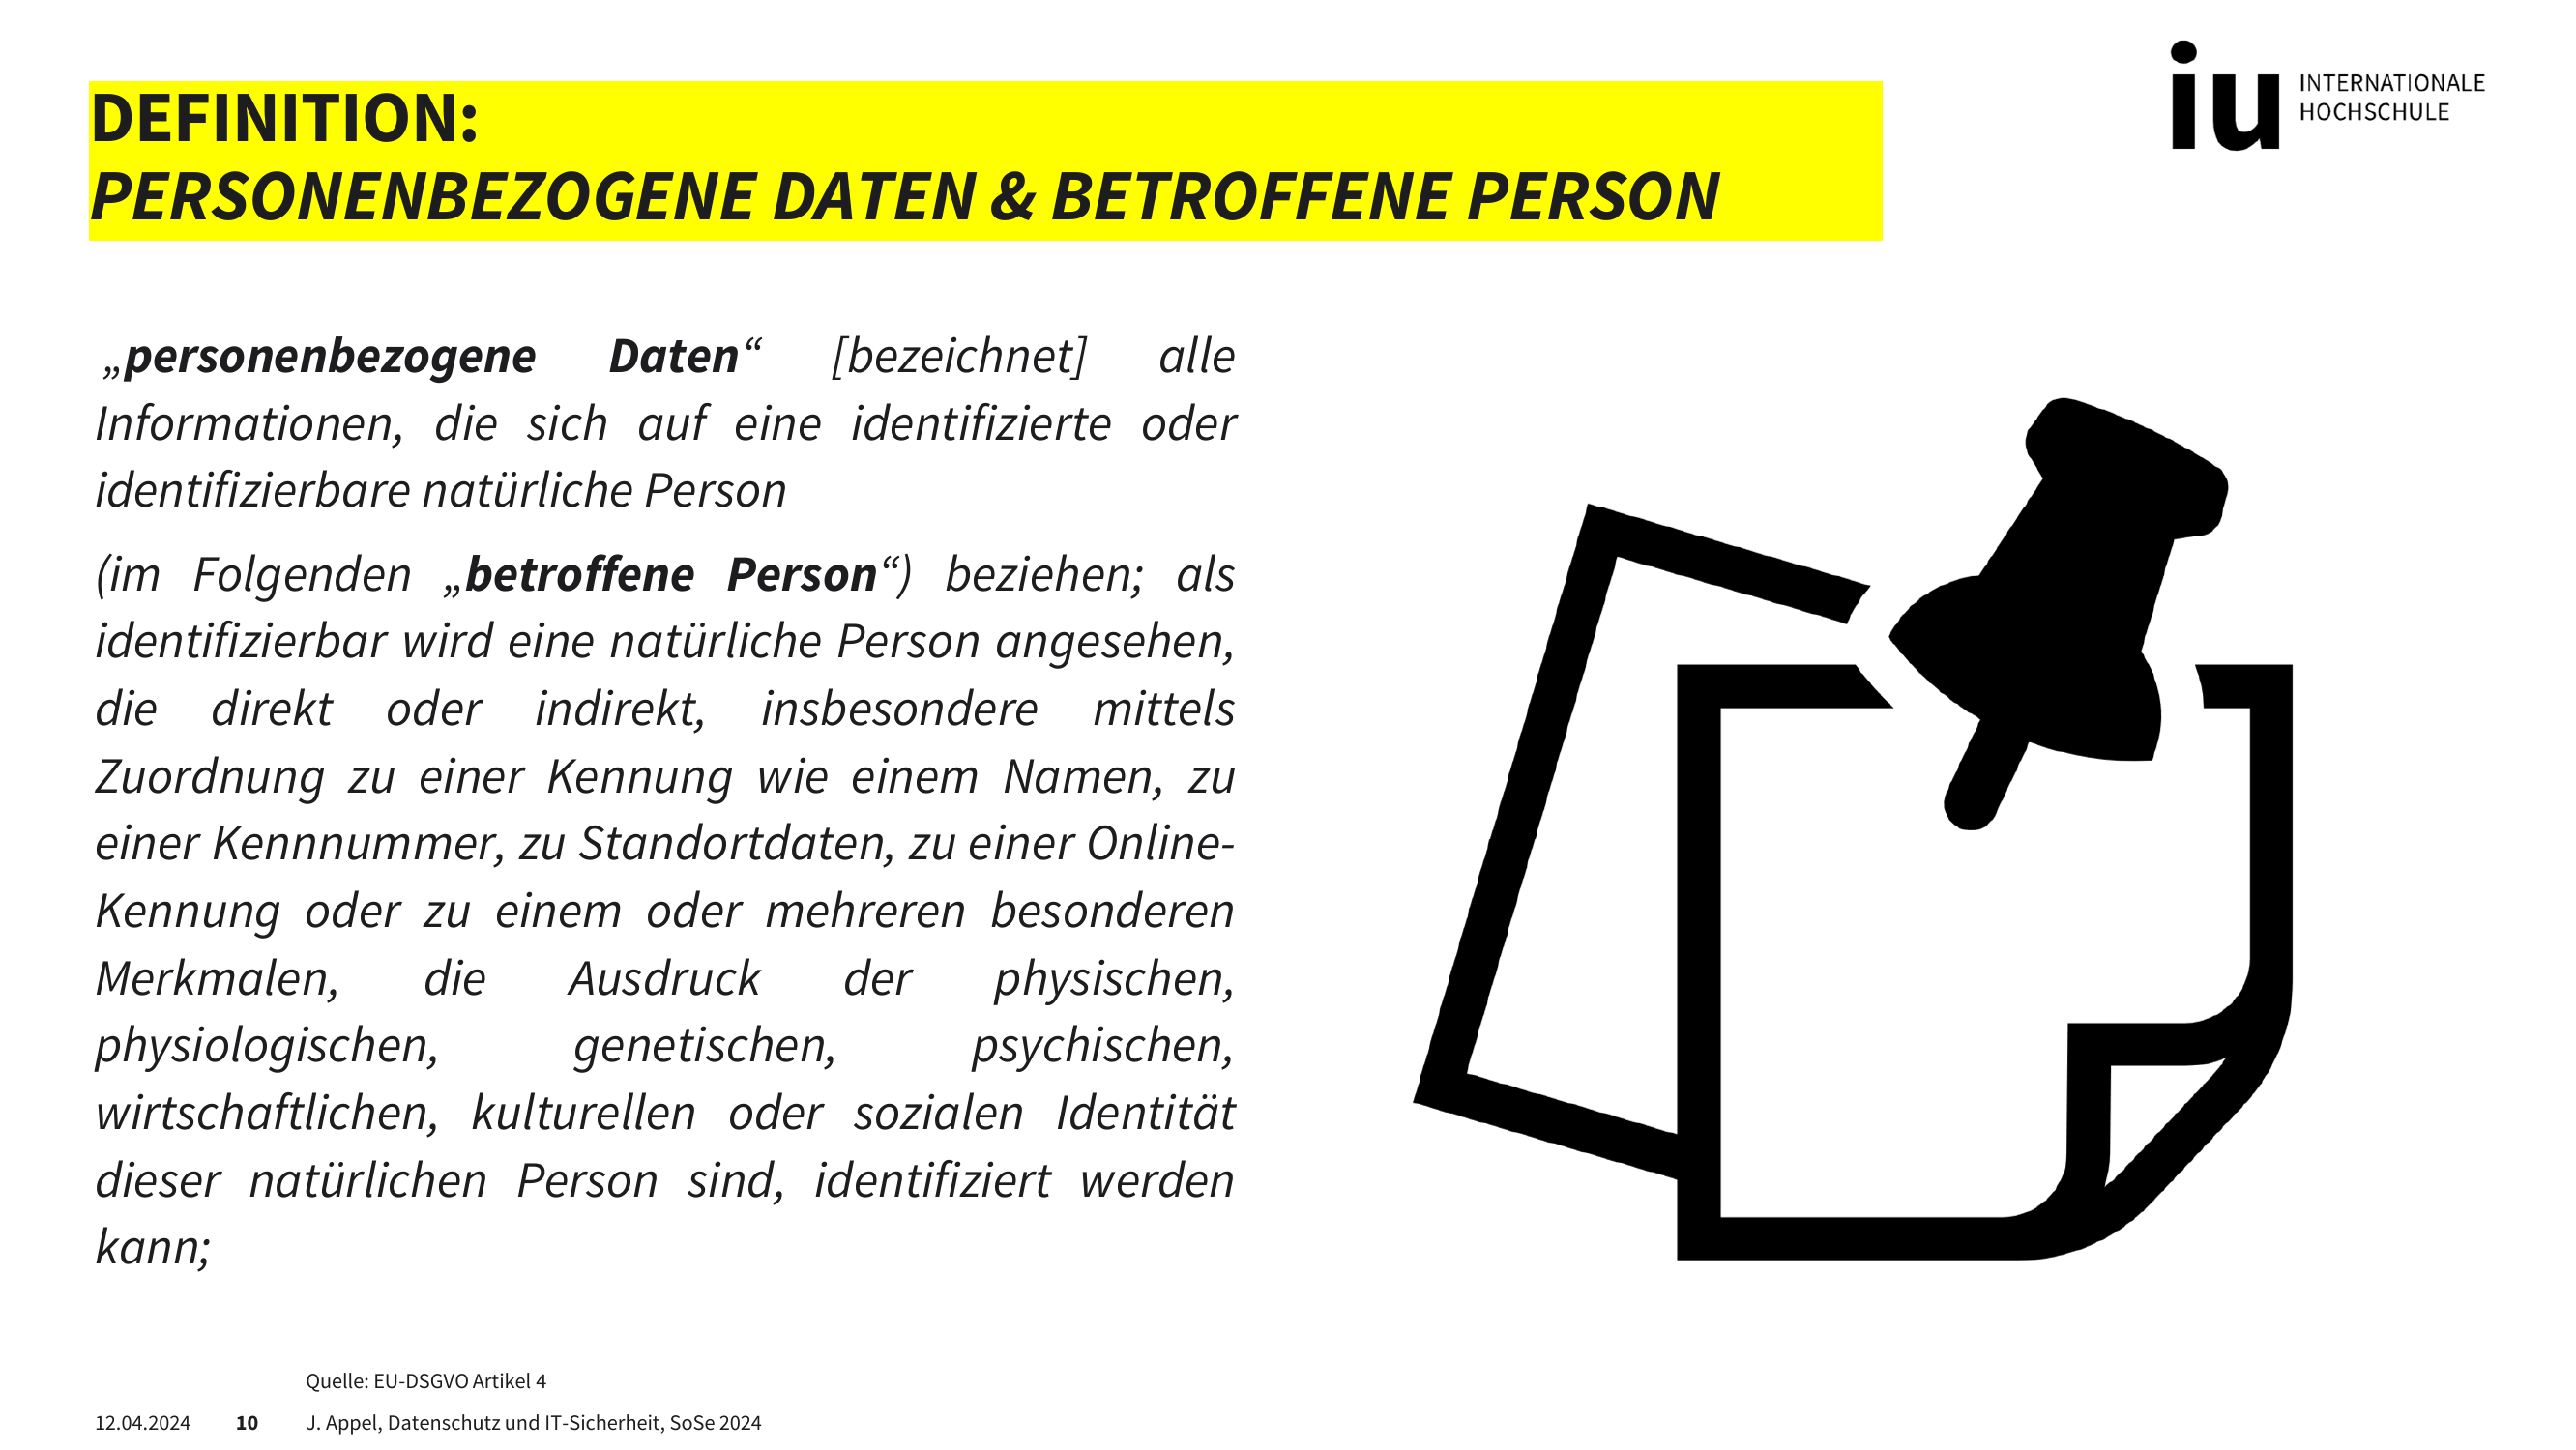 DEFINITION:
PERSONENBEZOGENE DATEN & BETROFFENE PERSON
iu INTERNATIONALE
HOCHSCHULE
„personenbezogene Daten“ [bezeichnet] alle
Informationen, die sich auf eine identifizierte oder
identifizierbare natürliche Person
(im Folgenden „betroffene Person“) beziehen; als
identifizierbar wird eine natürliche Person angesehen,
die direkt oder indirekt, insbesondere mittels
Zuordnung zu einer Kennung wie einem Namen, zu
einer Kennnummer, zu Standortdaten, zu einer Online-
Kennung oder zu einem oder mehreren besonderen
Merkmalen, die Ausdruck der physischen,
physiologischen, genetischen, psychischen,
wirtschaftlichen, kulturellen oder sozialen Identität
dieser natürlichen Person sind, identifiziert werden
kann;
Quelle: EU-DSGVO Artikel 4
12.04.2024 10 J. Appel, Datenschutz und IT-Sicherheit, SoSe 2024